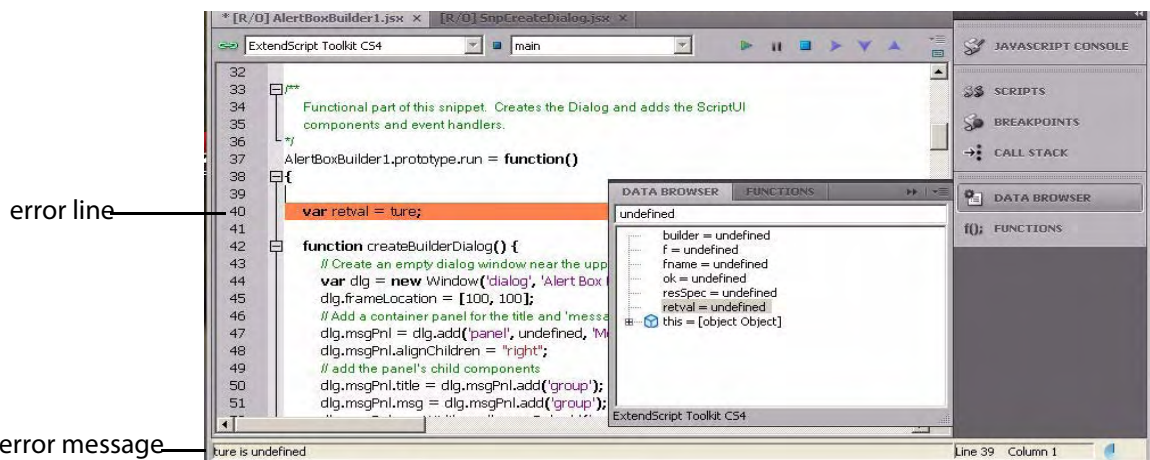 * [R/O] AlertBoxBuilder1.jsx × [R/O] SnpCreateDialog.jsx ×
ExtendScript Toolkit CS4 main
32
33 /**
34 Functional part of this snippet. Creates the Dialog and adds the ScriptUI
35 components and event handlers.
36 */
37 AlertBoxBuilder1.prototype.run = function()
38 {
39
error line
40 var retval = ture;
41
42 function createBuilderDialog() {
43 // Create an empty dialog window near the upp
44 var dlg = new Window('dialog', 'Alert Box
45 dlg.frameLocation = [100, 100];
46 // Add a container panel for the title and 'messa
47 dlg.msgPnl = dlg.add('panel', undefined, 'M
48 dlg.msgPnl.alignChildren = "right";
49 // add the panel's child components
50 dlg.msgPnl.title = dlg.msgPnl.add('group');
51 dlg.msgPnl.msg = dlg.msgPnl.add('group');
DATA BROWSER FUNCTIONS
undefined
builder = undefined
f = undefined
fname = undefined
ok = undefined
resSpec = undefined
retval = undefined
this = [object Object]
ExtendScript Toolkit CS4
JAVASCRIPT CONSOLE
SCRIPTS
BREAKPOINTS
CALL STACK
DATA BROWSER
f(); FUNCTIONS
error message
ture is undefined
Line 39 Column 1